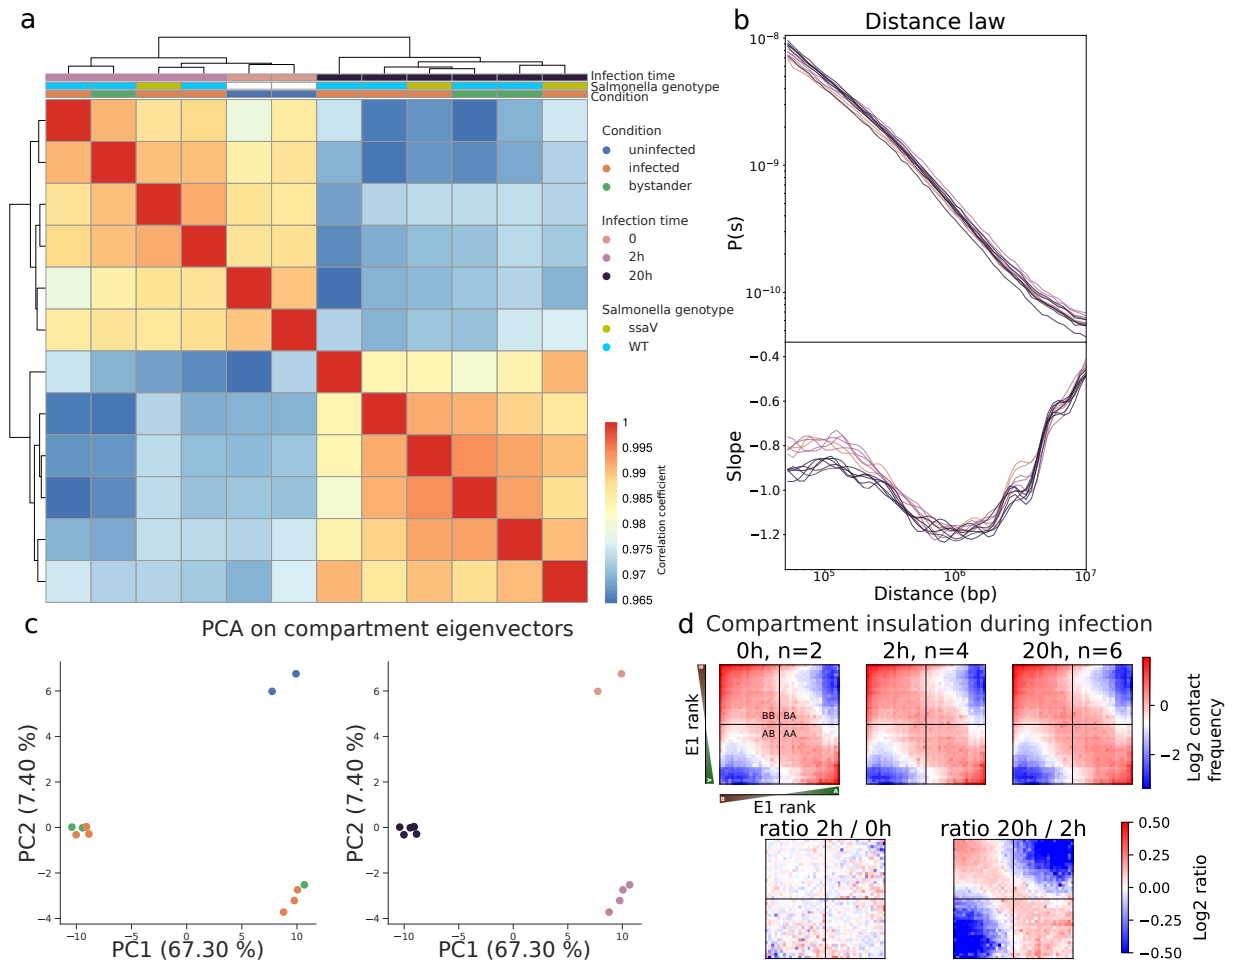 a
Infection time
Salmonella genotype
Condition
Condition
uninfected
infected
bystander
Infection time
0
2h
20h
Salmonella genotype
ssaV
WT
1
0.995
0.99
0.985
0.98
0.975
0.97
0.965
Correlation coefficient
b
Distance law
10⁻⁸
10⁻⁹
10⁻¹⁰
P(s)
−0.4
−0.6
−0.8
−1.0
−1.2
Slope
10⁵
10⁶
10⁷
Distance (bp)
c
PCA on compartment eigenvectors
6
4
2
0
−2
−4
PC2 (7.40 %)
−10
−5
0
5
10
PC1 (67.30 %)
6
4
2
0
−2
−4
PC2 (7.40 %)
−10
−5
0
5
10
PC1 (67.30 %)
d
Compartment insulation during infection
0h, n=2
2h, n=4
20h, n=6
B
A
E1 rank
BB BA
AB AA
B
A
E1 rank
0
−2
Log2 contact
frequency
ratio 2h / 0h
ratio 20h / 2h
0.50
0.25
0.00
−0.25
−0.50
Log2 ratio